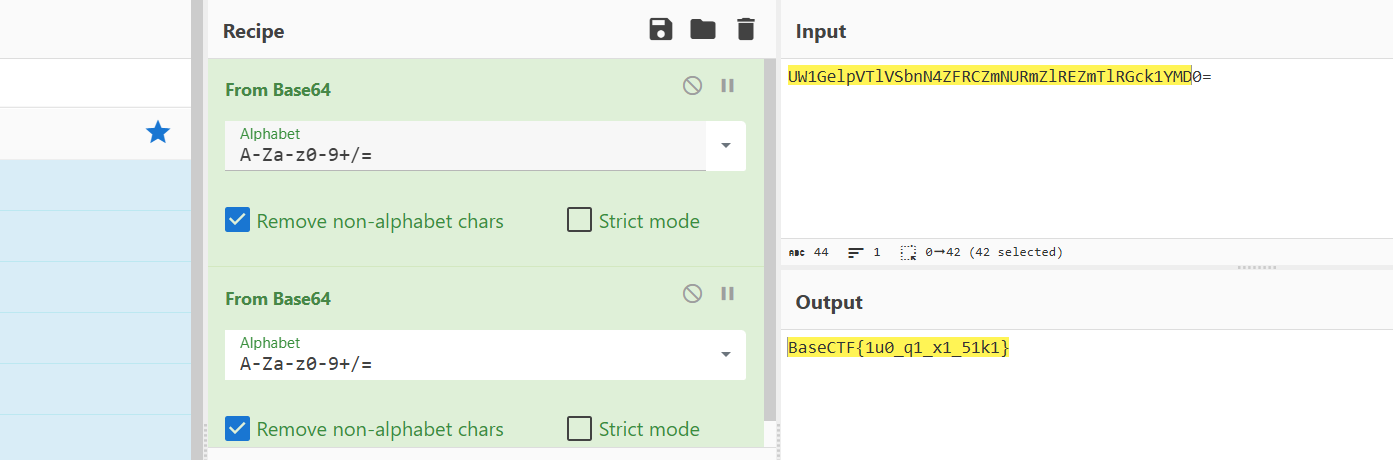 Recipe
From Base64
Alphabet
A-Za-z0-9+/=
Remove non-alphabet chars
Strict mode
From Base64
Alphabet
A-Za-z0-9+/=
Remove non-alphabet chars
Strict mode
Input
UW1GelpVTlVSbnN4ZFRCZmNURmZlREZmTlRGck1YMD0=
ABC 44
1
0→42 (42 selected)
Output
BaseCTF{1u0_q1_x1_51k1}